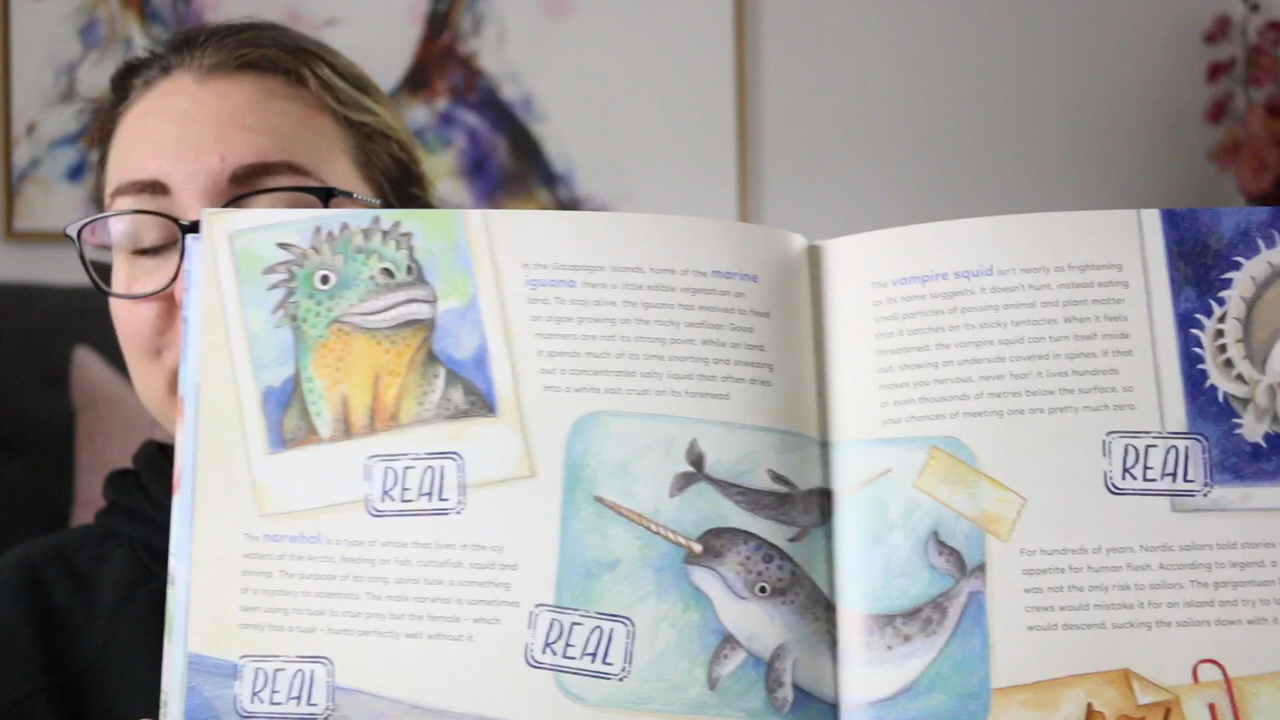 In the Galapagos Islands, home of the marine
iguana, there is little edible vegetation on
land. To stay alive, the iguana has evolved to feed
on algae growing on the rocky seafloor. Good
manners are not its strong point. While on land,
it spends much of its time snorting and sneezing
out a concentrated salty liquid that often dries
into a white salt crust on its forehead.
REAL
The narwhal is a type of whale that lives in the icy
waters of the Arctic, feeding on fish, cuttlefish, squid and
shrimp. The purpose of its long, spiral tusk is something
of a mystery to scientists. The male narwhal is sometimes
seen using its tusk to stun prey but the female – which
rarely has a tusk – hunts perfectly well without it.
REAL
REAL
The vampire squid isn't nearly as frightening
as its name suggests. It doesn't hunt, instead eating
small particles of passing animal and plant matter
that it catches on its sticky tentacles. When it feels
threatened, the vampire squid can turn itself inside
out, showing an underside covered in spines. If that
makes you nervous, never fear! It lives hundreds
or even thousands of metres below the surface, so
your chances of meeting one are pretty much zero.
REAL
For hundreds of years, Nordic sailors told stories
appetite for human flesh. According to legend, a
was not the only risk to sailors. The gargantuan
crews would mistake it for an island and try to
would descend, sucking the sailors down with it